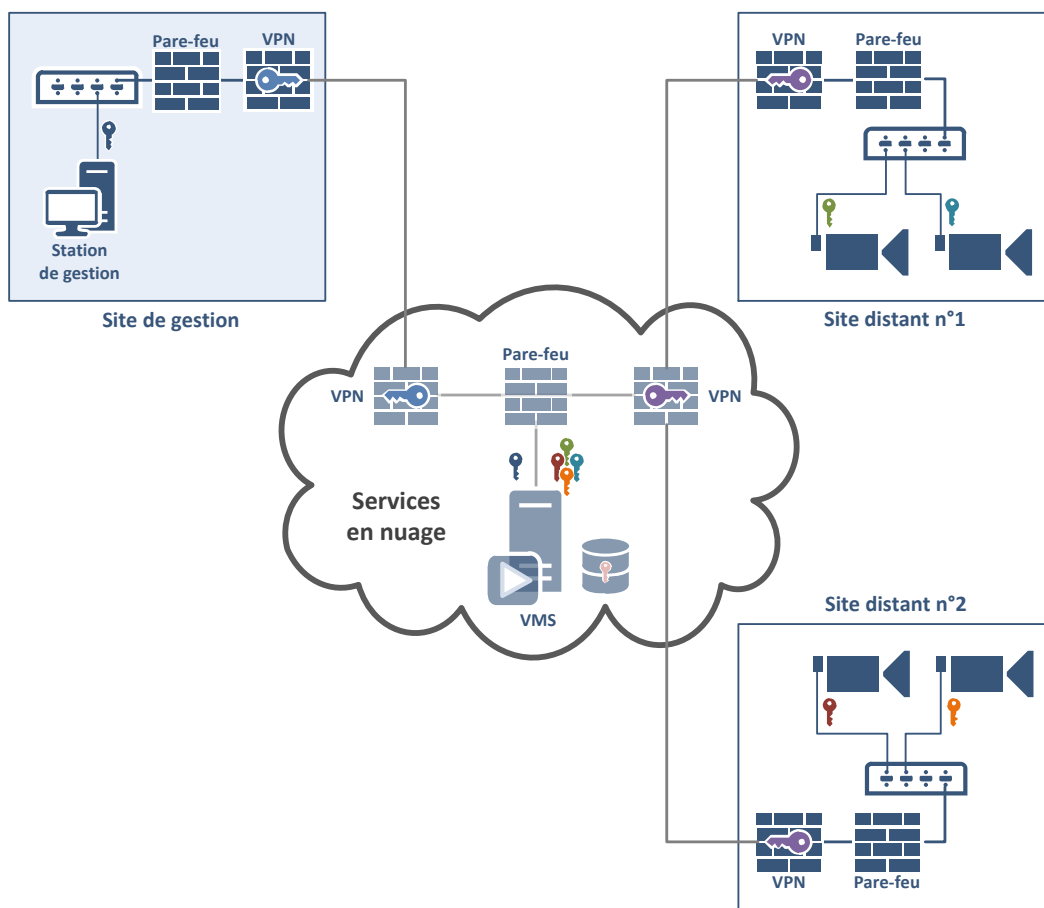 Pare-feu
VPN
Station
de gestion
Site de gestion
VPN
Pare-feu
Site distant n°1
Pare-feu
VPN
VPN
Services
en nuage
VMS
Site distant n°2
VPN
Pare-feu